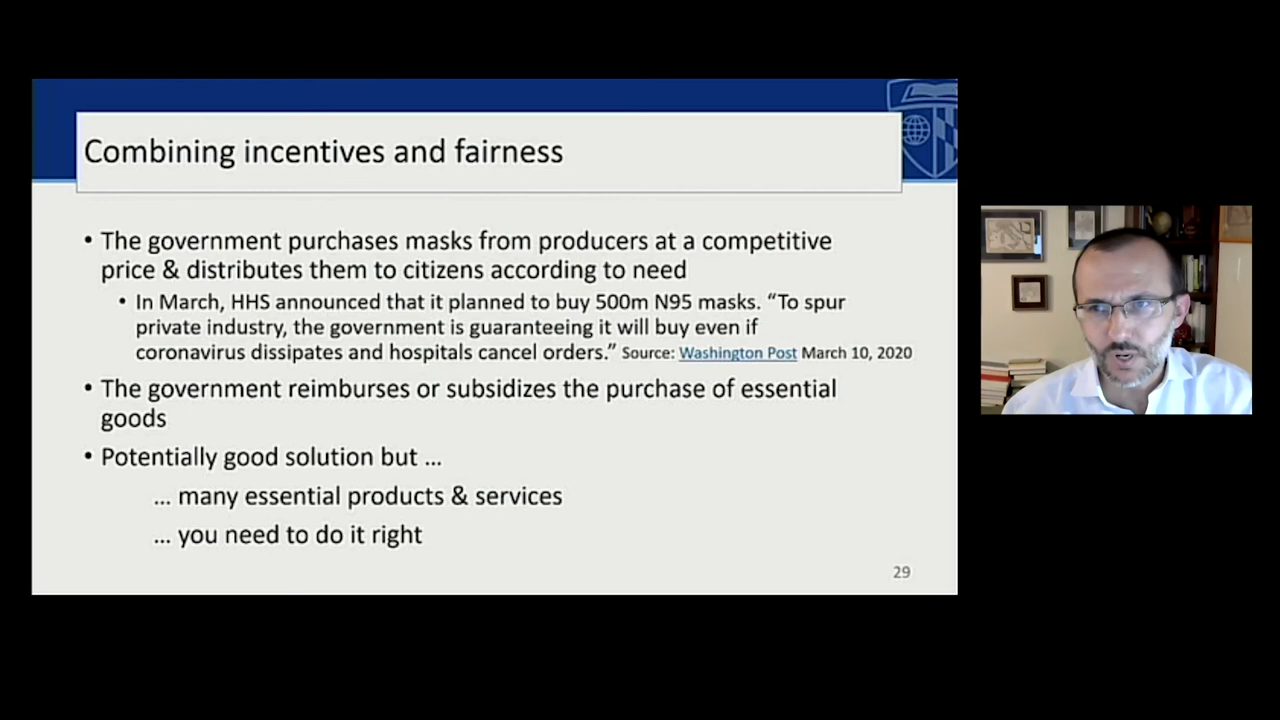 Combining incentives and fairness
• The government purchases masks from producers at a competitive
price & distributes them to citizens according to need
• In March, HHS announced that it planned to buy 500m N95 masks. “To spur
private industry, the government is guaranteeing it will buy even if
coronavirus dissipates and hospitals cancel orders.” Source: Washington Post March 10, 2020
• The government reimburses or subsidizes the purchase of essential
goods
• Potentially good solution but ...
... many essential products & services
... you need to do it right
29